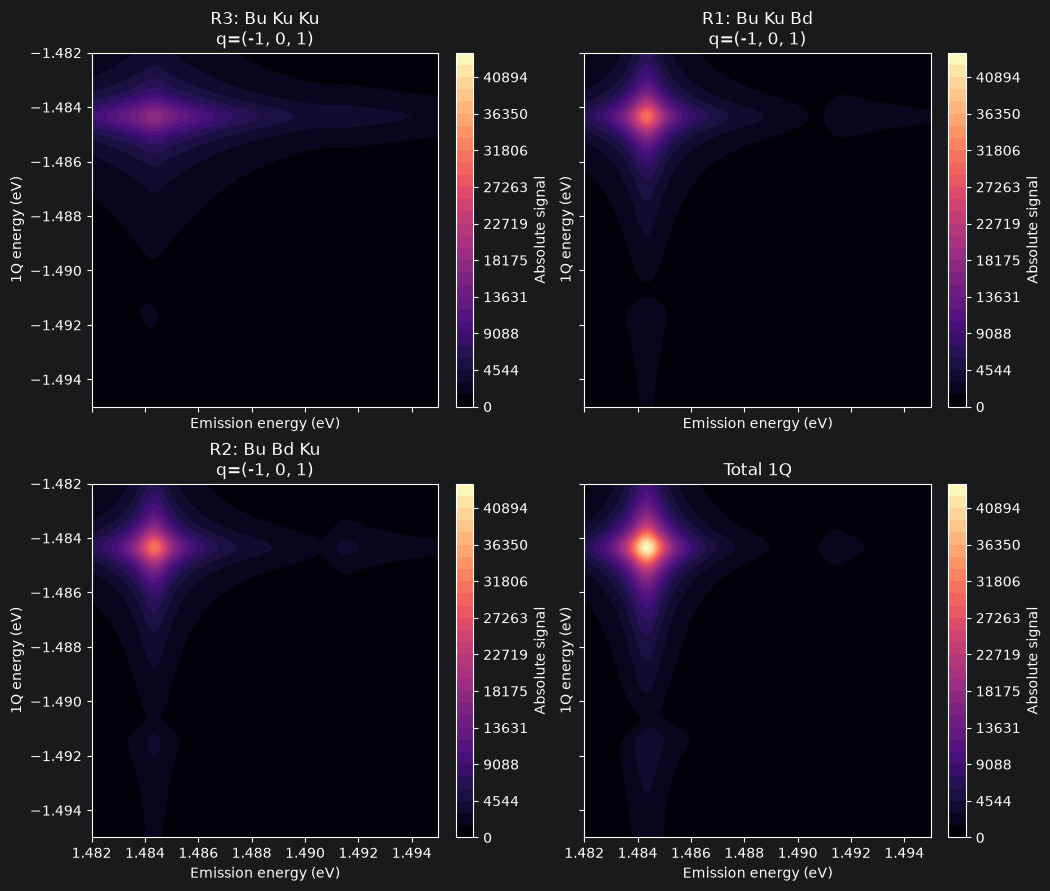 R3: Bu Ku Ku
q=(-1, 0, 1)
−1.482
−1.484
−1.486
−1.488
−1.490
−1.492
−1.494
1Q energy (eV)
Emission energy (eV)
40894
36350
31806
27263
22719
18175
13631
9088
4544
0
Absolute signal
R1: Bu Ku Bd
q=(-1, 0, 1)
1Q energy (eV)
Emission energy (eV)
40894
36350
31806
27263
22719
18175
13631
9088
4544
0
Absolute signal
R2: Bu Bd Ku
q=(-1, 0, 1)
−1.482
−1.484
−1.486
−1.488
−1.490
−1.492
−1.494
1Q energy (eV)
1.482 1.484 1.486 1.488 1.490 1.492 1.494
Emission energy (eV)
40894
36350
31806
27263
22719
18175
13631
9088
4544
0
Absolute signal
Total 1Q
1Q energy (eV)
1.482 1.484 1.486 1.488 1.490 1.492 1.494
Emission energy (eV)
40894
36350
31806
27263
22719
18175
13631
9088
4544
0
Absolute signal